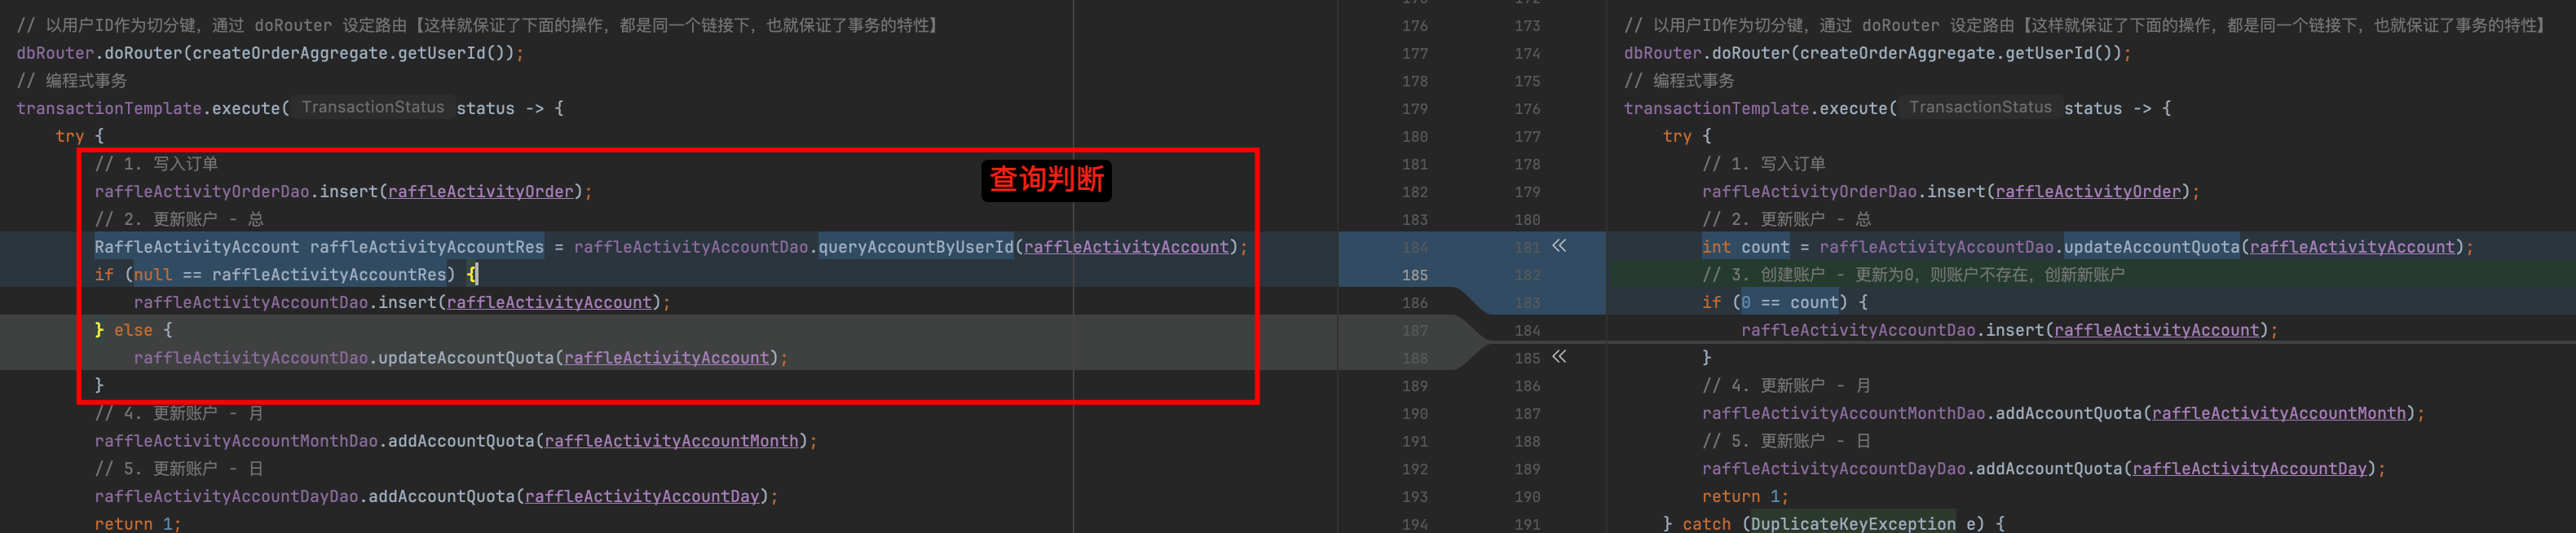 // 以用户ID作为切分键，通过 doRouter 设定路由【这样就保证了下面的操作，都是同一个链接下，也就保证了事务的特性】
dbRouter.doRouter(createOrderAggregate.getUserId());
// 编程式事务
transactionTemplate.execute( TransactionStatus status -> {
try {
// 1. 写入订单
raffleActivityOrderDao.insert(raffleActivityOrder);
// 2. 更新账户 - 总
RaffleActivityAccount raffleActivityAccountRes = raffleActivityAccountDao.queryAccountByUserId(raffleActivityAccount);
if (null == raffleActivityAccountRes) {
raffleActivityAccountDao.insert(raffleActivityAccount);
} else {
raffleActivityAccountDao.updateAccountQuota(raffleActivityAccount);
}
// 4. 更新账户 - 月
raffleActivityAccountMonthDao.addAccountQuota(raffleActivityAccountMonth);
// 5. 更新账户 - 日
raffleActivityAccountDayDao.addAccountQuota(raffleActivityAccountDay);
return 1;
查询判断
176 173
177 174
178 175
179 176
180 177
181 178
182 179
183 180
184 181
185 182
186 183
187 184
188 185
189 186
190 187
191 188
192 189
193 190
194 191
// 以用户ID作为切分键，通过 doRouter 设定路由【这样就保证了下面的操作，都是同一个链接下，也就保证了事务的特性】
dbRouter.doRouter(createOrderAggregate.getUserId());
// 编程式事务
transactionTemplate.execute( TransactionStatus status -> {
try {
// 1. 写入订单
raffleActivityOrderDao.insert(raffleActivityOrder);
// 2. 更新账户 - 总
int count = raffleActivityAccountDao.updateAccountQuota(raffleActivityAccount);
// 3. 创建账户 - 更新为0，则账户不存在，创新新账户
if (0 == count) {
raffleActivityAccountDao.insert(raffleActivityAccount);
}
// 4. 更新账户 - 月
raffleActivityAccountMonthDao.addAccountQuota(raffleActivityAccountMonth);
// 5. 更新账户 - 日
raffleActivityAccountDayDao.addAccountQuota(raffleActivityAccountDay);
return 1;
} catch (DuplicateKeyException e) {